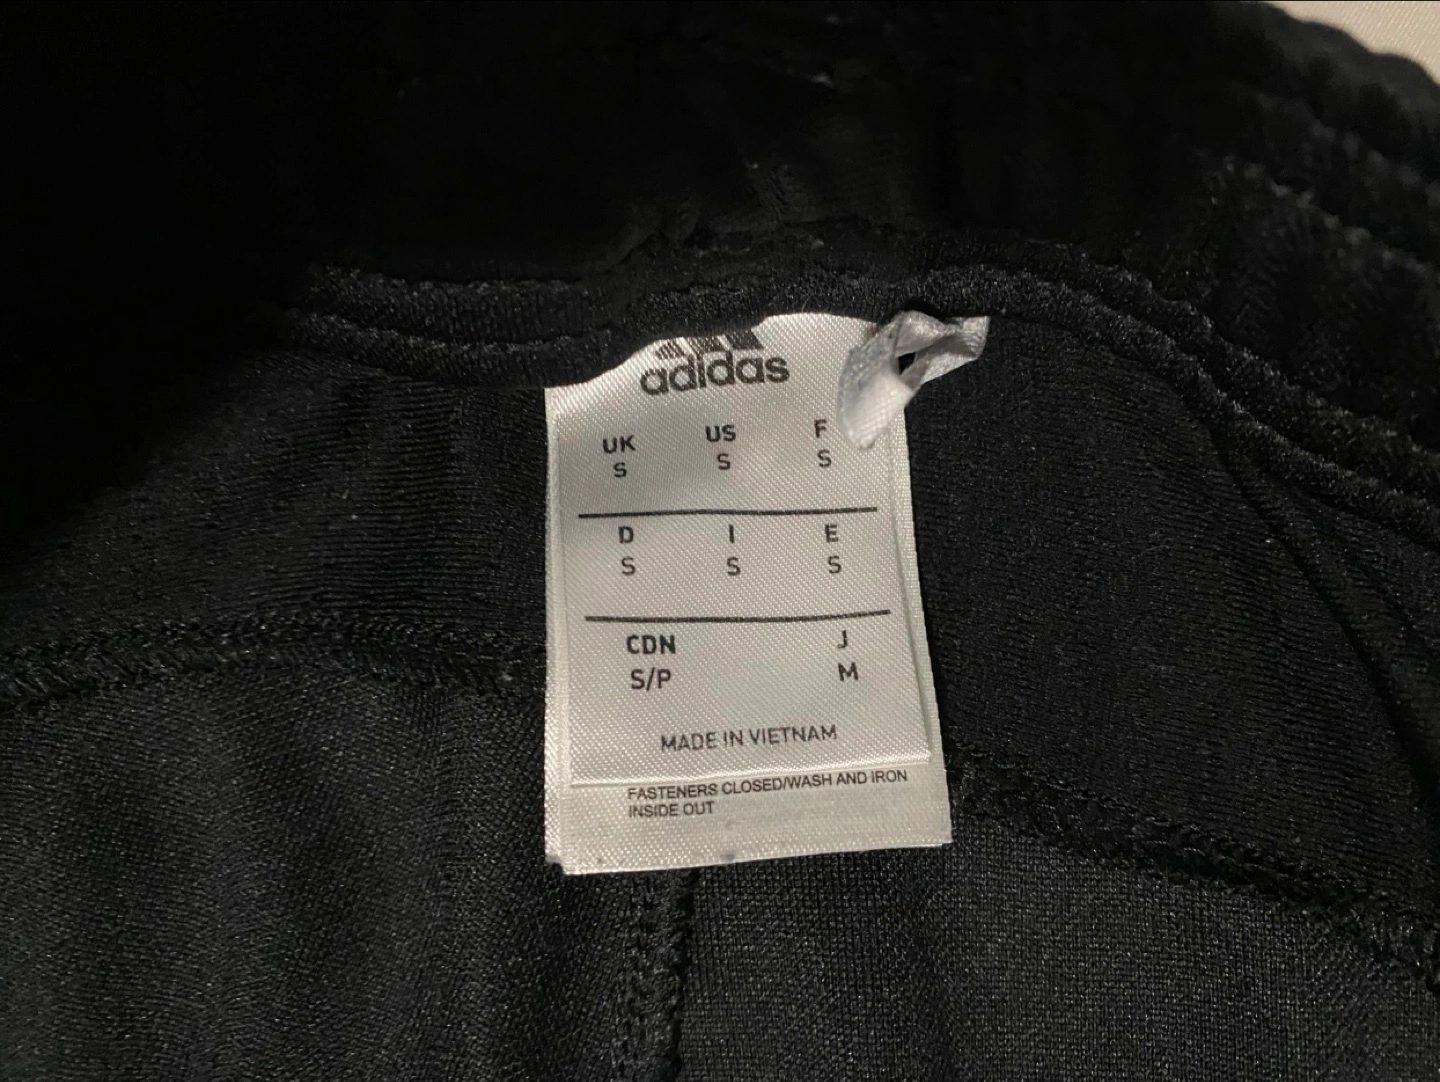 adidas
UK US F
S S S
D I E
S S S
CDN J
S/P M
MADE IN VIETNAM
FASTENERS CLOSED/WASH AND IRON
INSIDE OUT